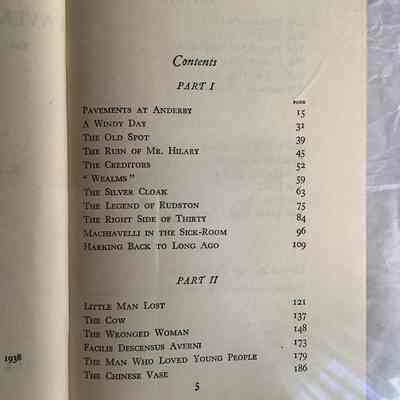 Contents
PART I
PAGE
PAVEMENTS AT ANDERBY 15
A WINDY DAY 31
THE OLD SPOT 39
THE RUIN OF MR. HILARY 45
THE CREDITORS 52
"WEALMS" 59
THE SILVER CLOAK 63
THE LEGEND OF RUDSTON 75
THE RIGHT SIDE OF THIRTY 84
MACHIAVELLI IN THE SICK-ROOM 96
HARKING BACK TO LONG AGO 109
PART II
LITTLE MAN LOST 121
THE COW 137
THE WRONGED WOMAN 148
FACILIS DESCENSUS AVERNI 173
THE MAN WHO LOVED YOUNG PEOPLE 179
THE CHINESE VASE 186
5
1938